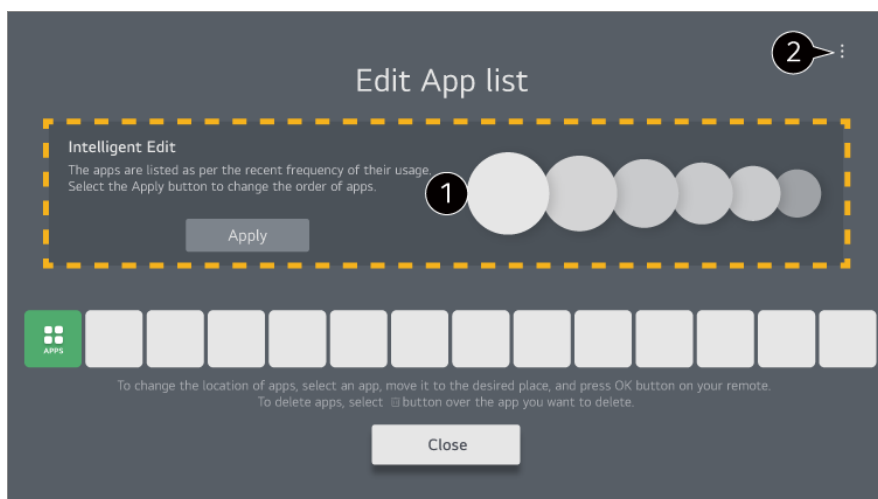 2
Edit App list
Intelligent Edit
The apps are listed as per the recent frequency of their usage.
Select the Apply button to change the order of apps.
1
Apply
APPS
To change the location of apps, select an app, move it to the desired place, and press OK button on your remote.
To delete apps, select button over the app you want to delete.
Close